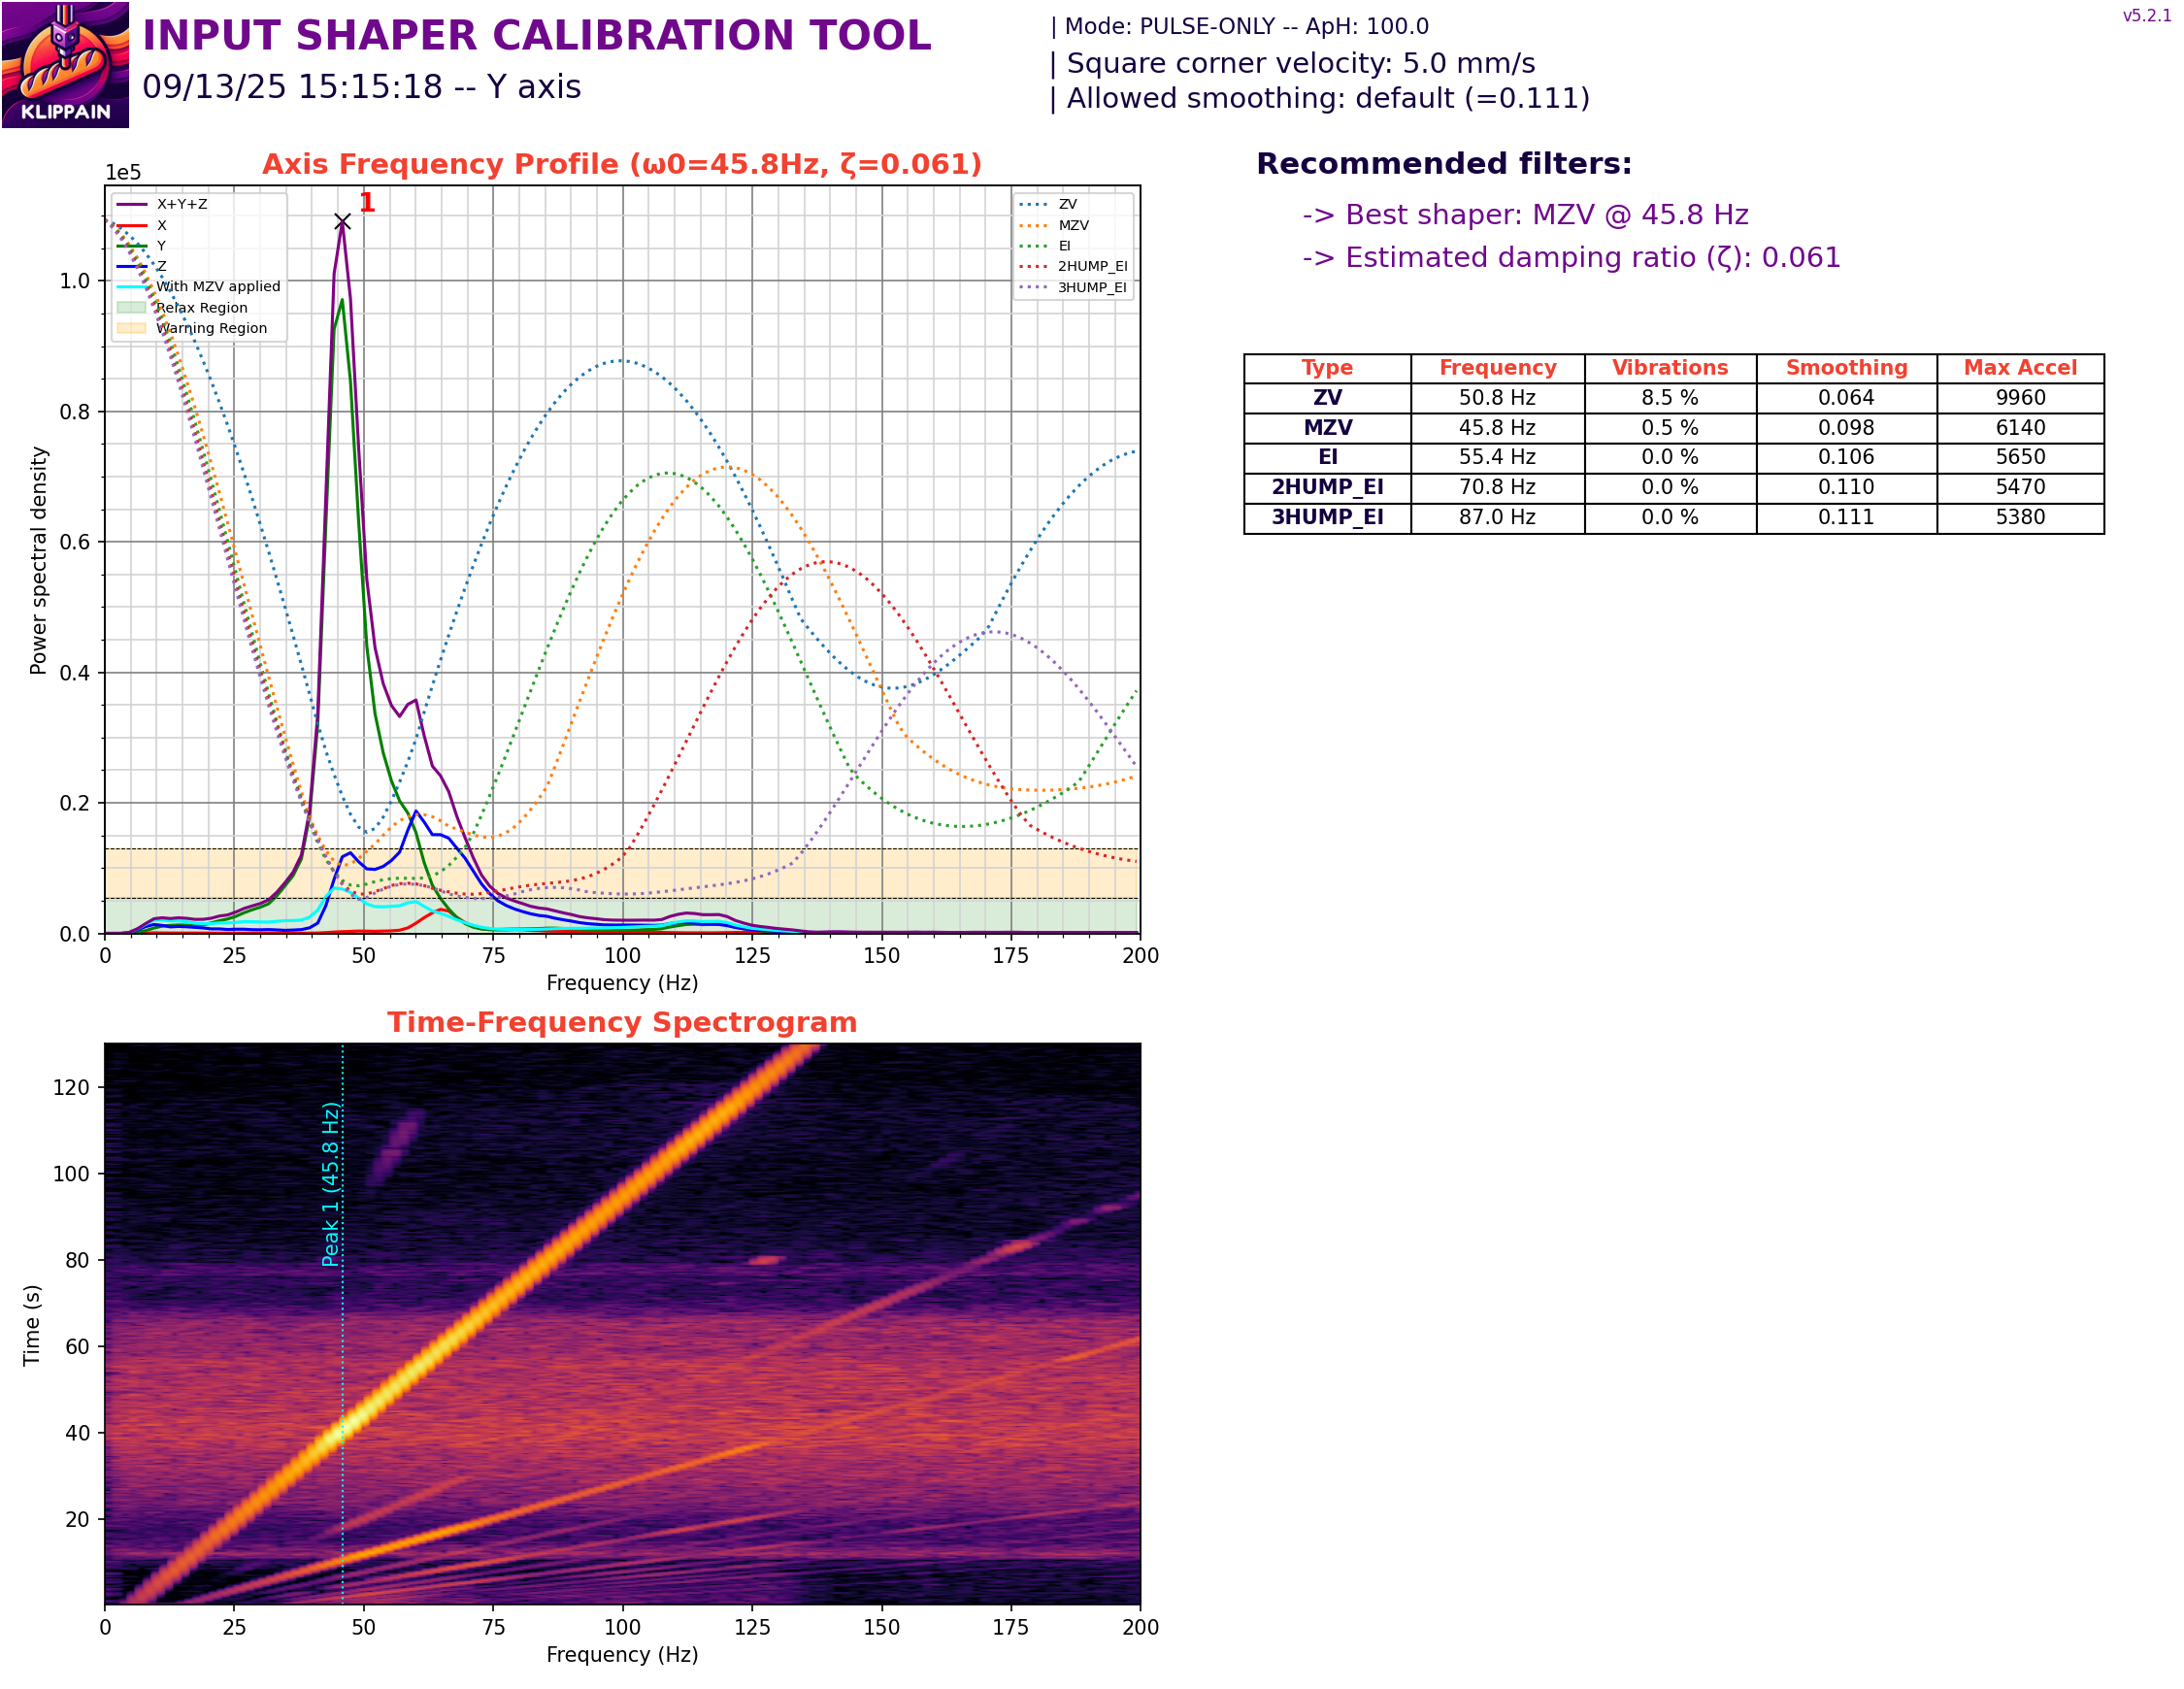 KLIPPAIN
INPUT SHAPER CALIBRATION TOOL
09/13/25 15:15:18 -- Y axis
| Mode: PULSE-ONLY -- ApH: 100.0
| Square corner velocity: 5.0 mm/s
| Allowed smoothing: default (=0.111)
v5.2.1
Axis Frequency Profile (ω0=45.8Hz, ζ=0.061)
1e5
1
X+Y+Z
X
Y
Z
With MZV applied
Relax Region
Warning Region
ZV
MZV
EI
2HUMP_EI
3HUMP_EI
Power spectral density
1.0
0.8
0.6
0.4
0.2
0.0
0 25 50 75 100 125 150 175 200
Frequency (Hz)
Recommended filters:
-> Best shaper: MZV @ 45.8 Hz
-> Estimated damping ratio (ζ): 0.061
Type Frequency Vibrations Smoothing Max Accel
ZV 50.8 Hz 8.5 % 0.064 9960
MZV 45.8 Hz 0.5 % 0.098 6140
EI 55.4 Hz 0.0 % 0.106 5650
2HUMP_EI 70.8 Hz 0.0 % 0.110 5470
3HUMP_EI 87.0 Hz 0.0 % 0.111 5380
Time-Frequency Spectrogram
Peak 1 (45.8 Hz)
Time (s)
120
100
80
60
40
20
0 25 50 75 100 125 150 175 200
Frequency (Hz)